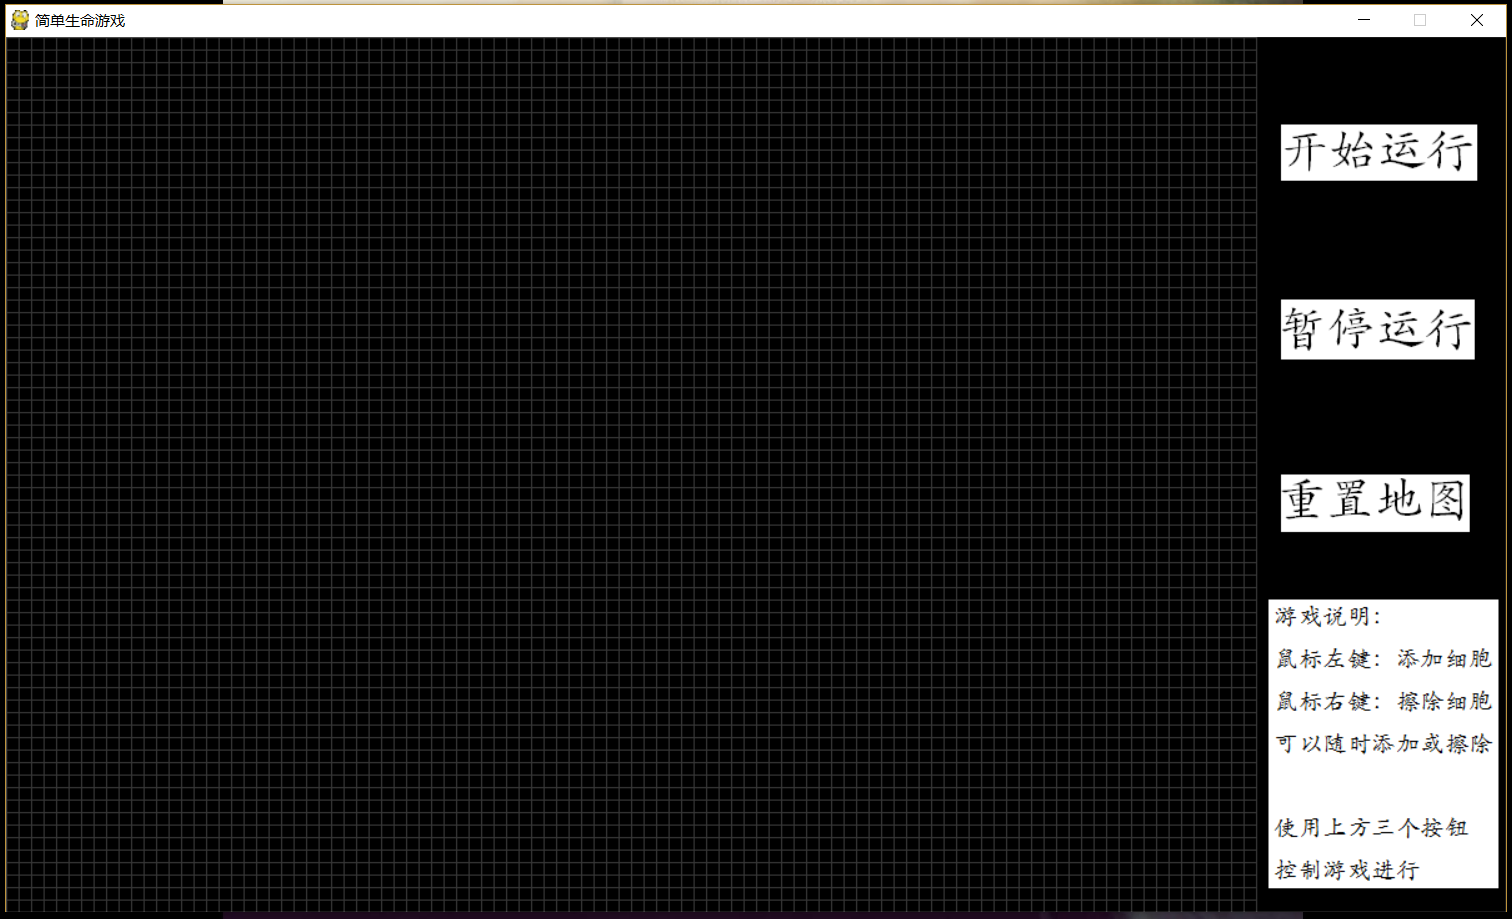 简单生命游戏
开始运行
暂停运行
重置地图
游戏说明：
鼠标左键：添加细胞
鼠标右键：擦除细胞
可以随时添加或擦除
使用上方三个按钮
控制游戏进行